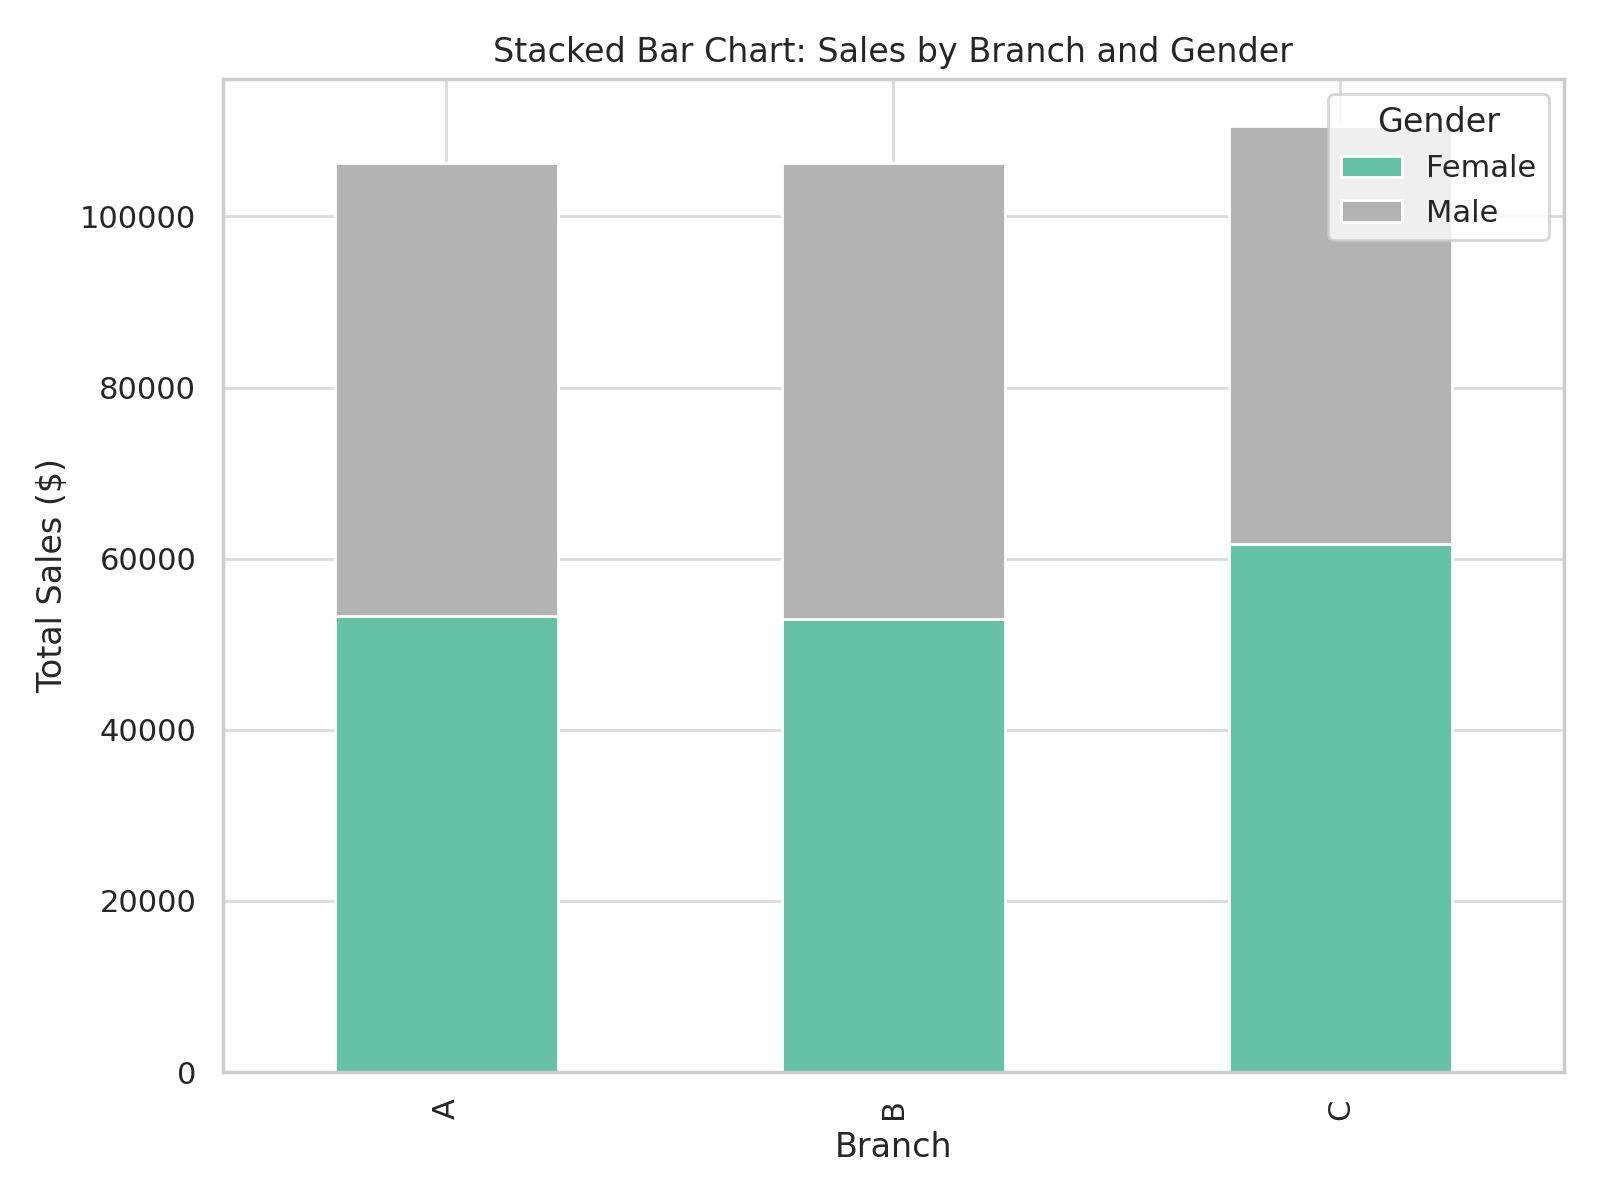 Stacked Bar Chart: Sales by Branch and Gender
Gender
Female
Male
Total Sales ($)
100000
80000
60000
40000
20000
0
A
B
C
Branch